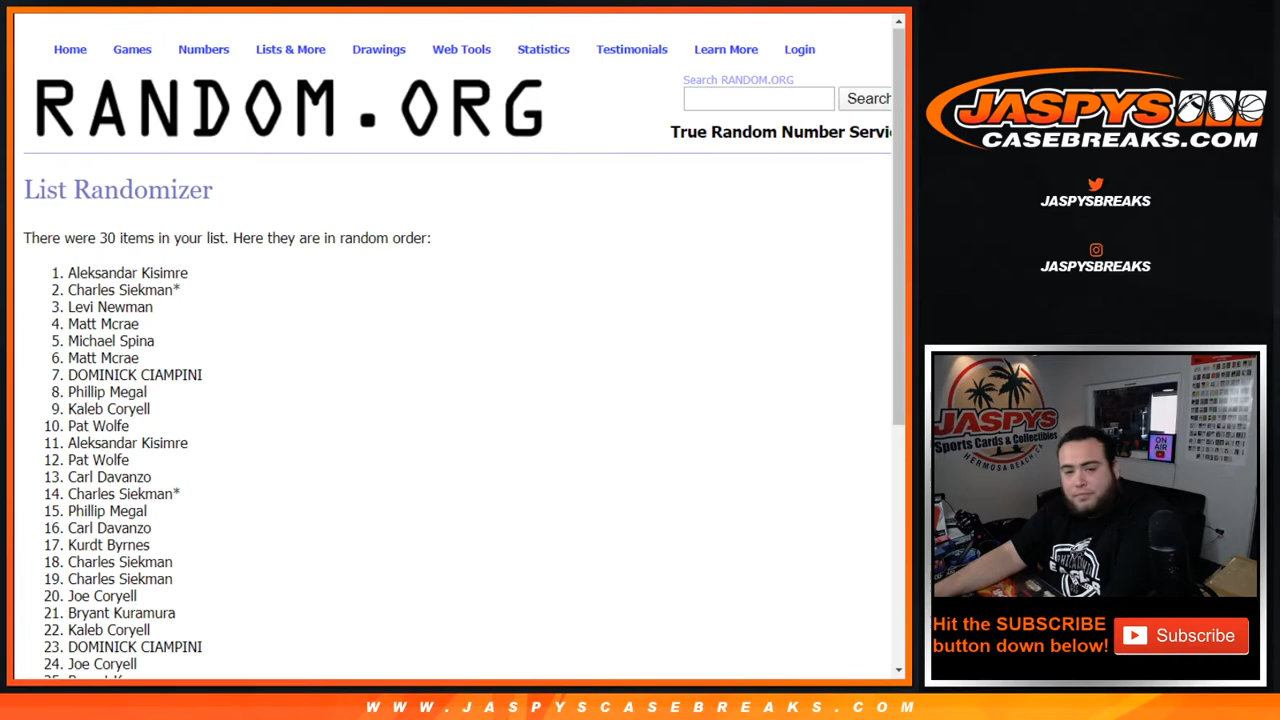 Home Games Numbers Lists & More Drawings Web Tools Statistics Testimonials Learn More Login
RANDOM.ORG
Search RANDOM.ORG
Search
True Random Number Servi
List Randomizer
There were 30 items in your list. Here they are in random order:
1. Aleksandar Kisimre
2. Charles Siekman*
3. Levi Newman
4. Matt Mcrae
5. Michael Spina
6. Matt Mcrae
7. DOMINICK CIAMPINI
8. Phillip Megal
9. Kaleb Coryell
10. Pat Wolfe
11. Aleksandar Kisimre
12. Pat Wolfe
13. Carl Davanzo
14. Charles Siekman*
15. Phillip Megal
16. Carl Davanzo
17. Kurdt Byrnes
18. Charles Siekman
19. Charles Siekman
20. Joe Coryell
21. Bryant Kuramura
22. Kaleb Coryell
23. DOMINICK CIAMPINI
24. Joe Coryell
JASPYS
CASEBREAKS.COM
JASPYSBREAKS
JASPYSBREAKS
JASPYS
Sports Cards & Collectibles
HERMOSA BEACH, CA
ON AIR
Hit the SUBSCRIBE
button down below!
Subscribe
WWW.JASPYSCASEBREAKS.COM